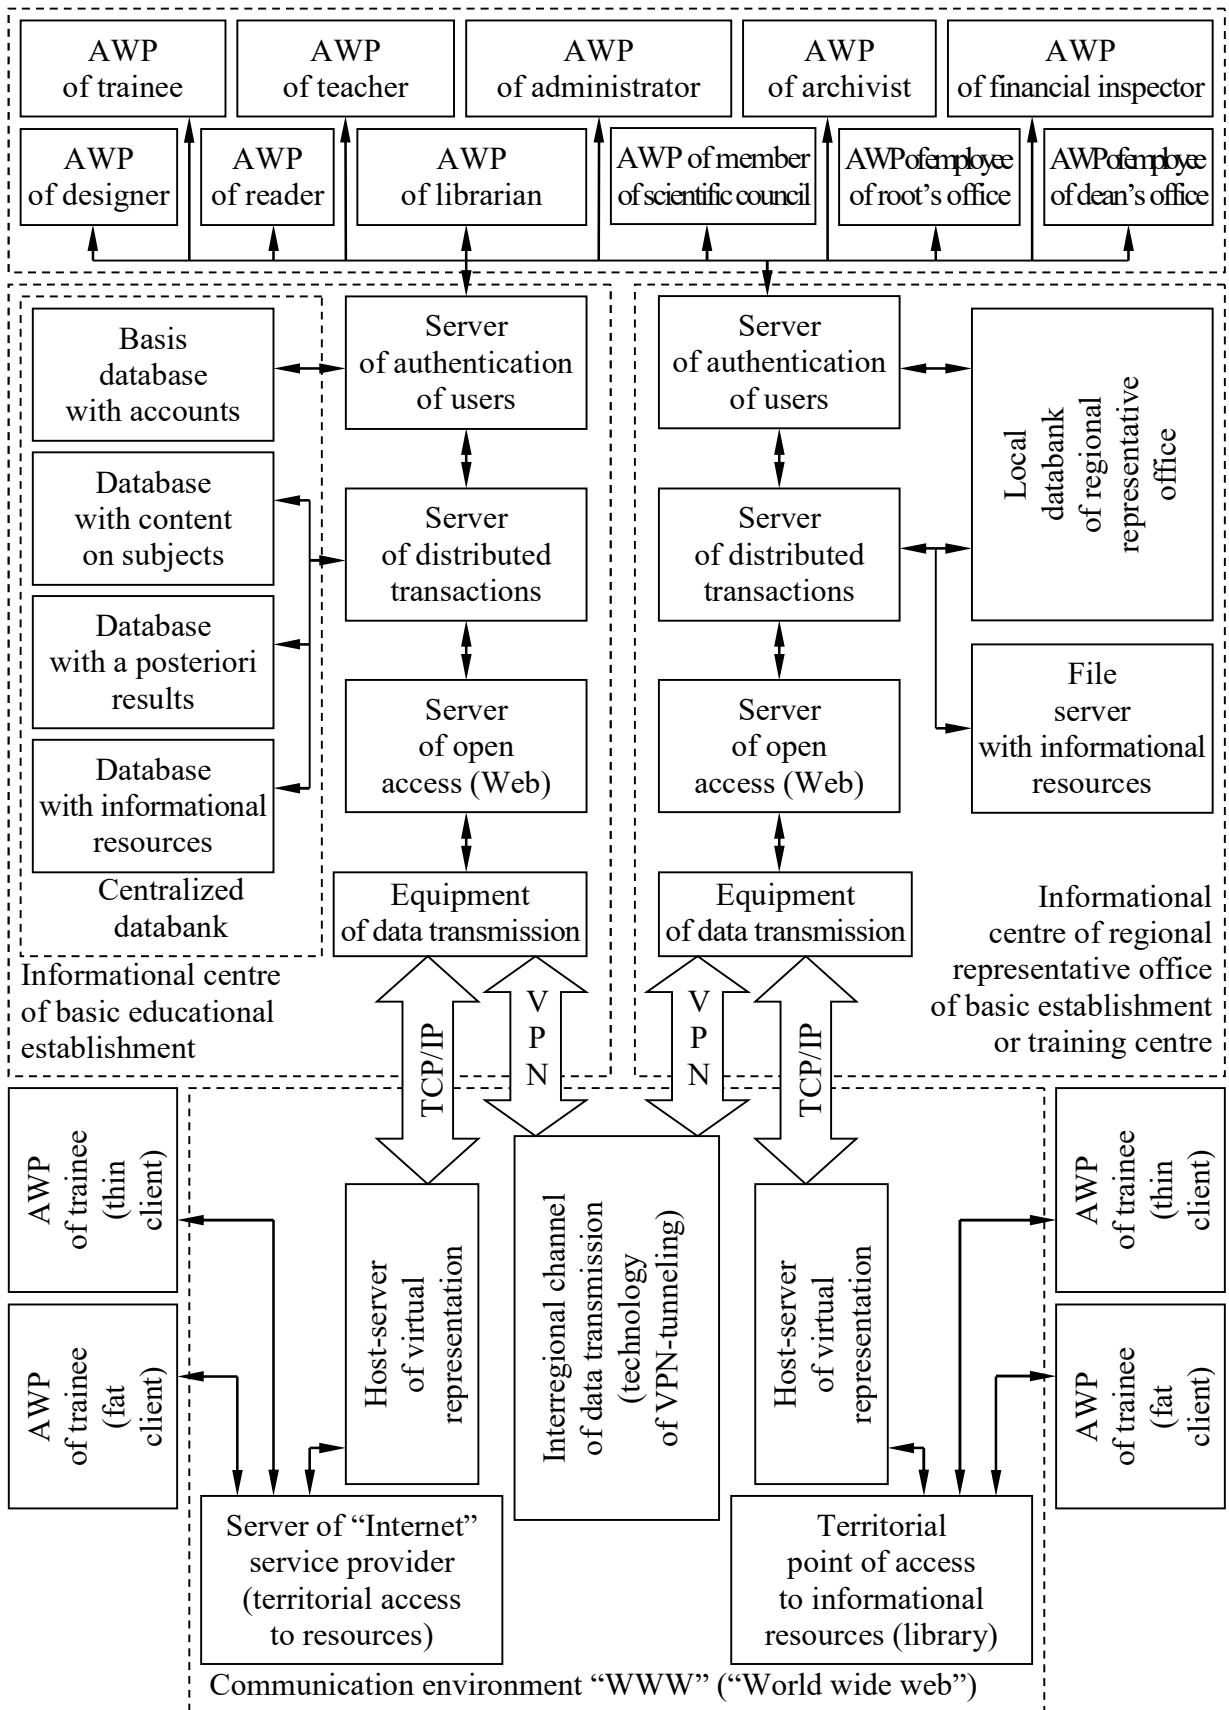 AWP
of trainee
AWP
of teacher
AWP
of administrator
AWP
of archivist
AWP
of financial inspector
AWP
of designer
AWP
of reader
AWP
of librarian
AWP of member
of scientific council
AWP of employee
of root's office
AWP of employee
of dean's office
Basis
database
with accounts
Database
with content
on subjects
Database
with a posteriori
results
Database
with informational
resources
Centralized
databank
Informational centre
of basic educational
establishment
Server
of authentication
of users
Server
of distributed
transactions
Server
of open
access (Web)
Equipment
of data transmission
Server
of authentication
of users
Server
of distributed
transactions
Server
of open
access (Web)
Equipment
of data transmission
Local
databank
of regional
representative
office
File
server
with informational
resources
Informational
centre of regional
representative office
of basic establishment
or training centre
TCP/IP
VPN
VPN
TCP/IP
AWP
of trainee
(thin
client)
AWP
of trainee
(fat
client)
Host-server
of virtual
representation
Interregional channel
of data transmission
(technology
of VPN-tunneling)
Host-server
of virtual
representation
AWP
of trainee
(thin
client)
AWP
of trainee
(fat
client)
Server of “Internet”
service provider
(territorial access
to resources)
Territorial
point of access
to informational
resources (library)
Communication environment “WWW” (“World wide web”)